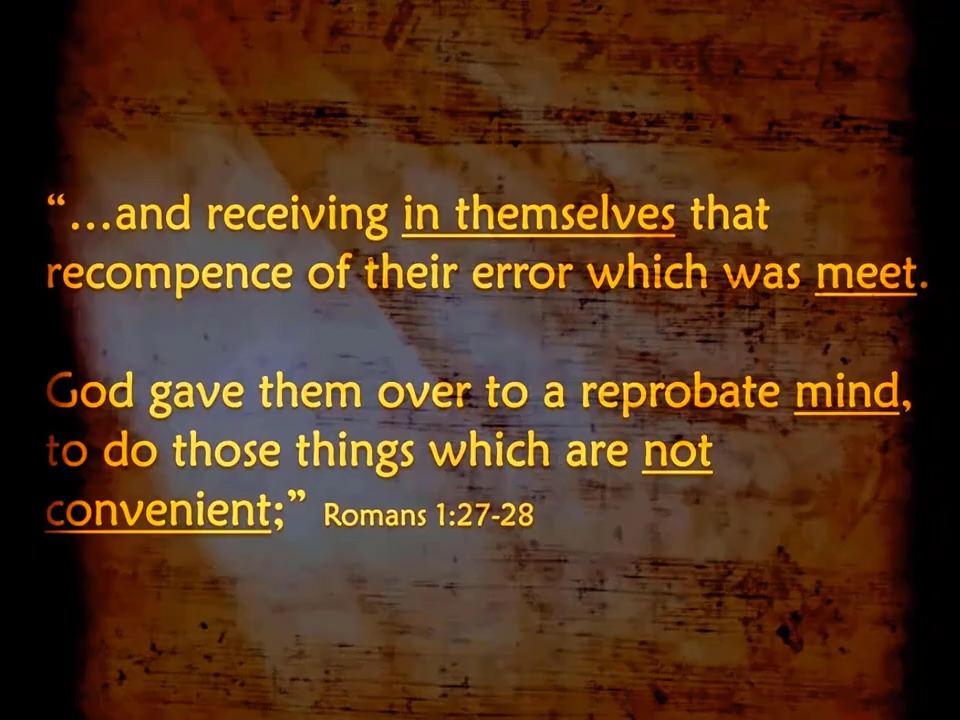 “…and receiving in themselves that
recompence of their error which was meet.
God gave them over to a reprobate mind,
to do those things which are not
convenient;” Romans 1:27-28